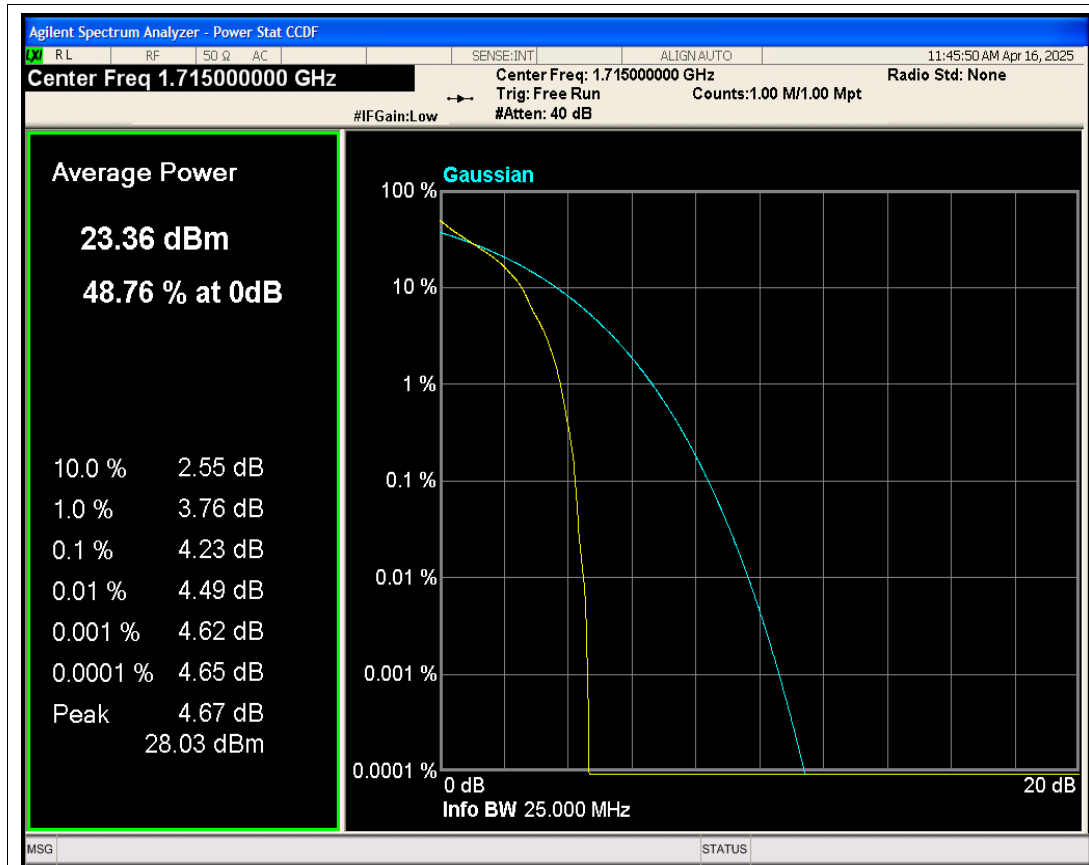 Agilent Spectrum Analyzer - Power Stat CCDF
LXI RL RF 50 Ω AC SENSE:INT ALIGN AUTO 11:45:50 AM Apr 16, 2025
Center Freq 1.715000000 GHz
Center Freq: 1.715000000 GHz Radio Std: None
Trig: Free Run Counts:1.00 M/1.00 Mpt
#IFGain:Low #Atten: 40 dB
Average Power
23.36 dBm
48.76 % at 0dB
10.0 % 2.55 dB
1.0 % 3.76 dB
0.1 % 4.23 dB
0.01 % 4.49 dB
0.001 % 4.62 dB
0.0001 % 4.65 dB
Peak 4.67 dB
28.03 dBm
Gaussian
100 %
10 %
1 %
0.1 %
0.01 %
0.001 %
0.0001 %
0 dB 20 dB
Info BW 25.000 MHz
MSG STATUS